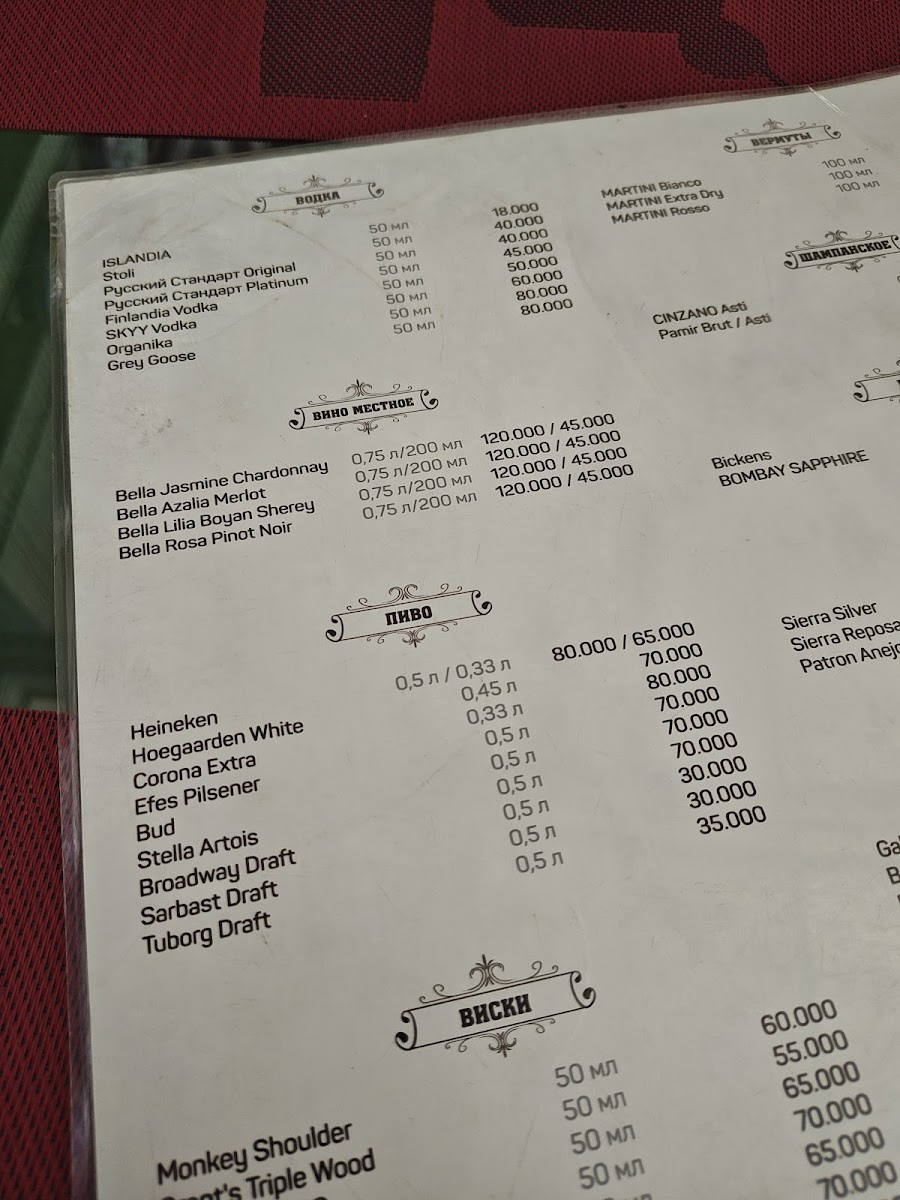 ВОДКА
ISLANDIA 50 мл 18.000
Stoli 50 мл 40.000
Русский Стандарт Original 50 мл 40.000
Русский Стандарт Platinum 50 мл 45.000
Finlandia Vodka 50 мл 50.000
SKYY Vodka 50 мл 60.000
Organika 50 мл 80.000
Grey Goose 50 мл 80.000
ВИНО МЕСТНОЕ
Bella Jasmine Chardonnay 0,75 л/200 мл 120.000 / 45.000
Bella Azalia Merlot 0,75 л/200 мл 120.000 / 45.000
Bella Lilia Boyan Sherey 0,75 л/200 мл 120.000 / 45.000
Bella Rosa Pinot Noir 0,75 л/200 мл 120.000 / 45.000
ПИВО
Heineken 0,5 л / 0,33 л 80.000 / 65.000
Hoegaarden White 0,45 л 70.000
Corona Extra 0,33 л 80.000
Efes Pilsener 0,5 л 70.000
Bud 0,5 л 70.000
Stella Artois 0,5 л 70.000
Broadway Draft 0,5 л 30.000
Sarbast Draft 0,5 л 30.000
Tuborg Draft 0,5 л 35.000
ВИСКИ
Monkey Shoulder 50 мл 60.000
Triple Wood 50 мл 55.000
50 мл 65.000
50 мл 70.000
65.000
70.000
ВЕРМУТЫ
MARTINI Bianco 100 мл
MARTINI Extra Dry 100 мл
MARTINI Rosso 100 мл
ШАМПАНСКОЕ
CINZANO Asti
Pamir Brut / Asti
Bickens
BOMBAY SAPPHIRE
Sierra Silver
Sierra Reposa
Patron Anejo